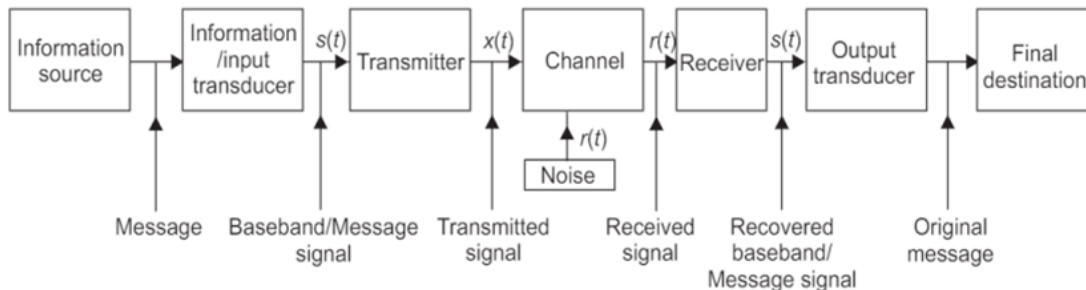 Information
source
Information
/input
transducer
s(t)
Transmitter
x(t)
Channel
r(t)
Receiver
s(t)
Output
transducer
Final
destination
r(t)
Noise
Message
Baseband/Message
signal
Transmitted
signal
Received
signal
Recovered
baseband/
Message signal
Original
message